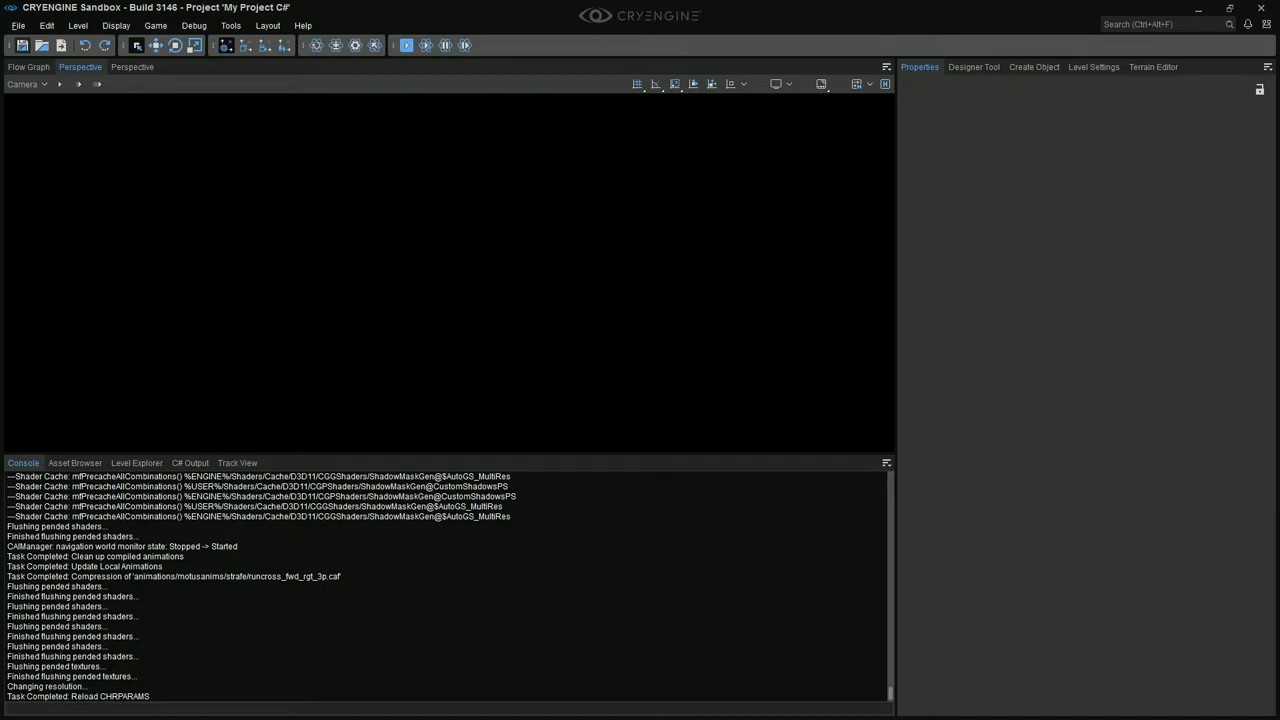 CRYENGINE Sandbox - Build 3146 - Project 'My Project C#'
CRYENGINE
File Edit Level Display Game Debug Tools Layout Help
Search (Ctrl+Alt+F)
Flow Graph Perspective Perspective
Properties Designer Tool Create Object Level Settings Terrain Editor
Camera
Console Asset Browser Level Explorer C# Output Track View
---Shader Cache: mfPrecacheAllCombinations() %ENGINE%/Shaders/Cache/D3D11/CGGShaders/ShadowMaskGen@$AutoGS_MultiRes
---Shader Cache: mfPrecacheAllCombinations() %USER%/Shaders/Cache/D3D11/CGPShaders/ShadowMaskGen@CustomShadowsPS
---Shader Cache: mfPrecacheAllCombinations() %ENGINE%/Shaders/Cache/D3D11/CGPShaders/ShadowMaskGen@CustomShadowsPS
---Shader Cache: mfPrecacheAllCombinations() %USER%/Shaders/Cache/D3D11/CGGShaders/ShadowMaskGen@$AutoGS_MultiRes
---Shader Cache: mfPrecacheAllCombinations() %ENGINE%/Shaders/Cache/D3D11/CGGShaders/ShadowMaskGen@$AutoGS_MultiRes
Flushing pended shaders...
Finished flushing pended shaders...
CAIManager: navigation world monitor state: Stopped -> Started
Task Completed: Clean up compiled animations
Task Completed: Update Local Animations
Task Completed: Compression of 'animations/motusanims/strafe/runcross_fwd_rgt_3p.caf'
Flushing pended shaders...
Finished flushing pended shaders...
Flushing pended shaders...
Finished flushing pended shaders...
Flushing pended shaders...
Finished flushing pended shaders...
Flushing pended shaders...
Finished flushing pended shaders...
Flushing pended textures...
Finished flushing pended textures...
Changing resolution...
Task Completed: Reload CHRPARAMS